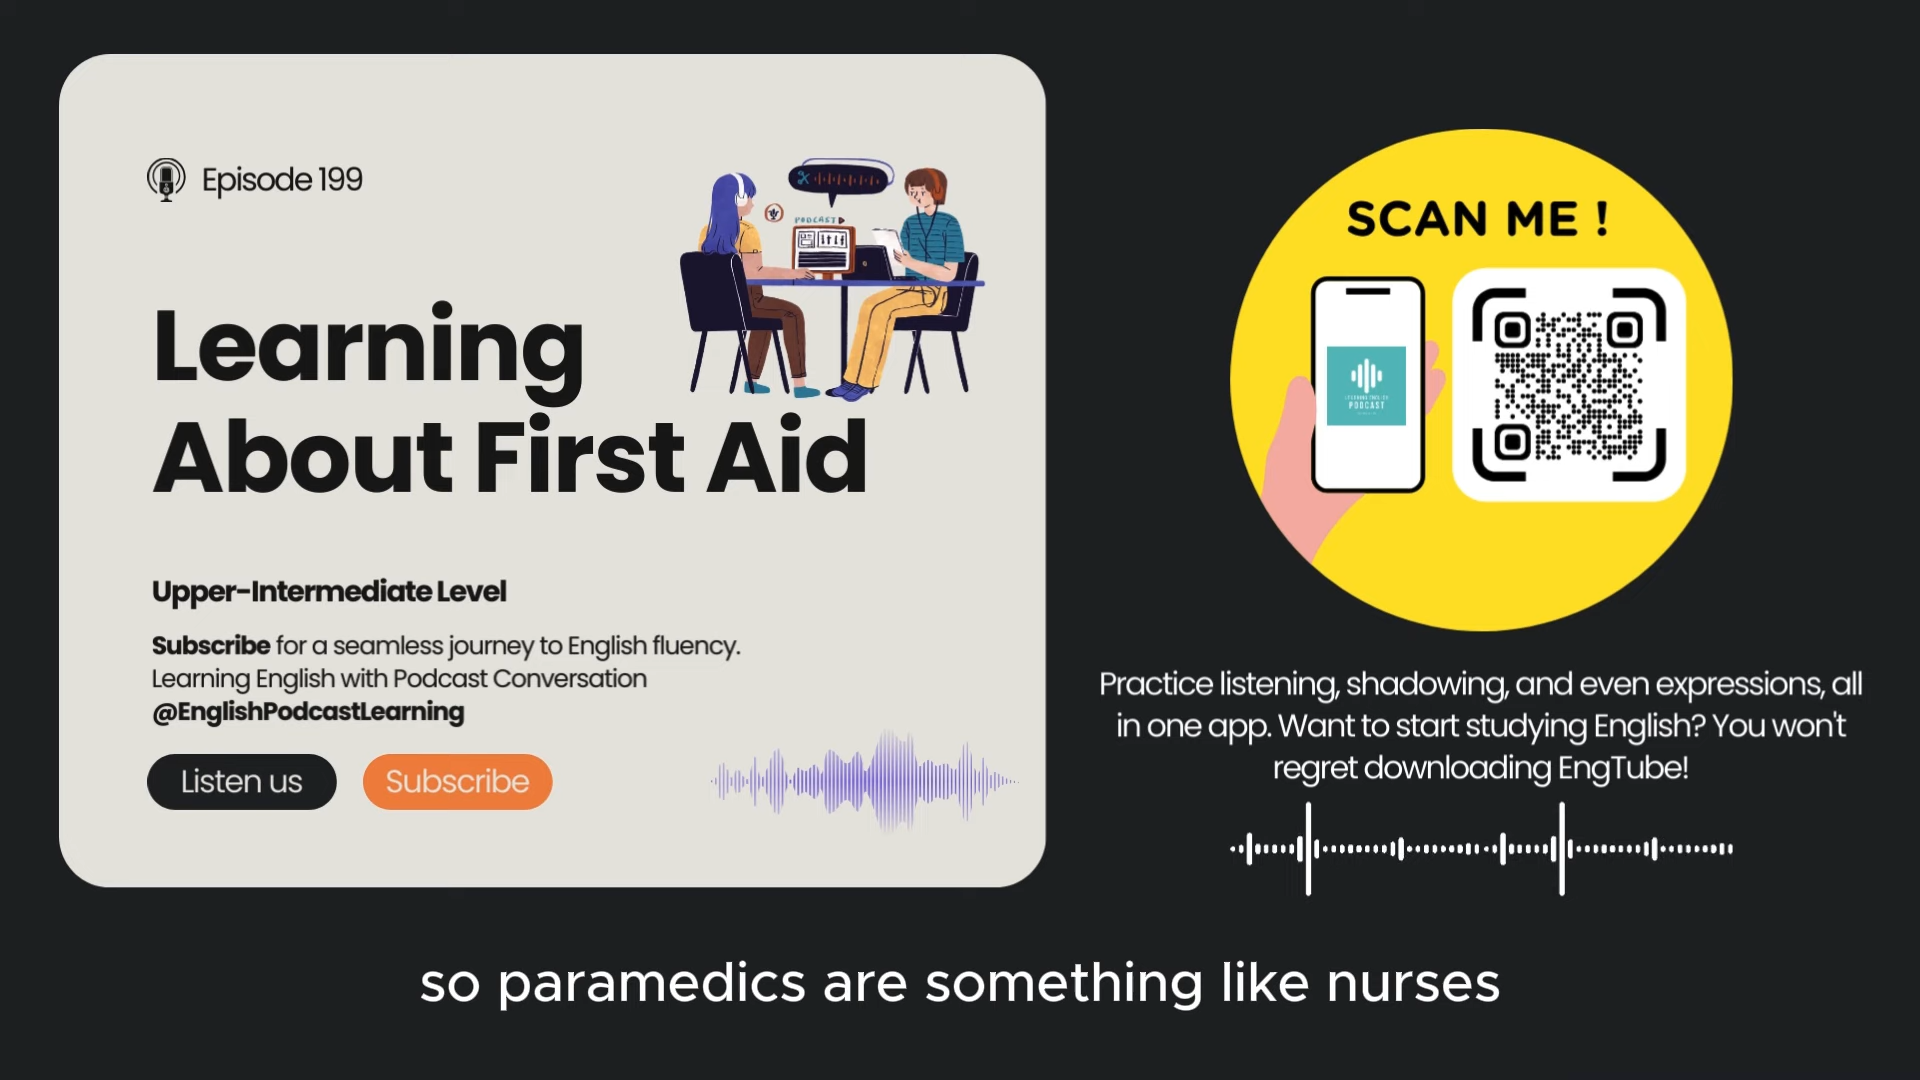 Episode 199
PODCAST
Learning
About First Aid
Upper-Intermediate Level
Subscribe for a seamless journey to English fluency.
Learning English with Podcast Conversation
@EnglishPodcastLearning
Listen us
Subscribe
SCAN ME !
PODCAST
Practice listening, shadowing, and even expressions, all
in one app. Want to start studying English? You won't
regret downloading EngTube!
so paramedics are something like nurses